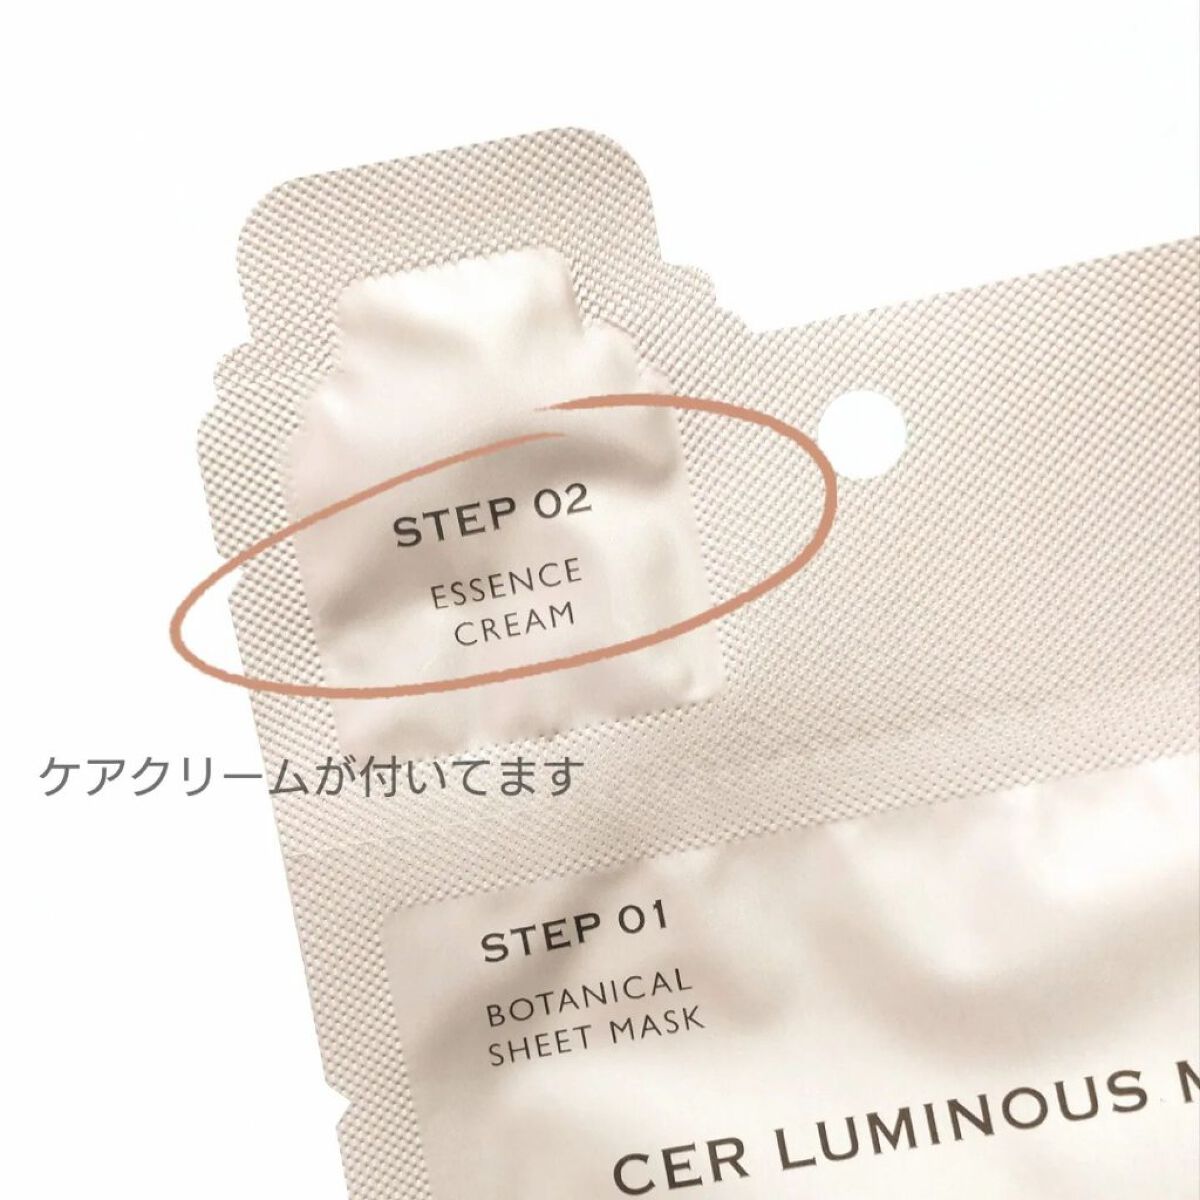 STEP 02
ESSENCE
CREAM
ケアクリームが付いてます
STEP 01
BOTANICAL
SHEET MASK
CER LUMINOUS